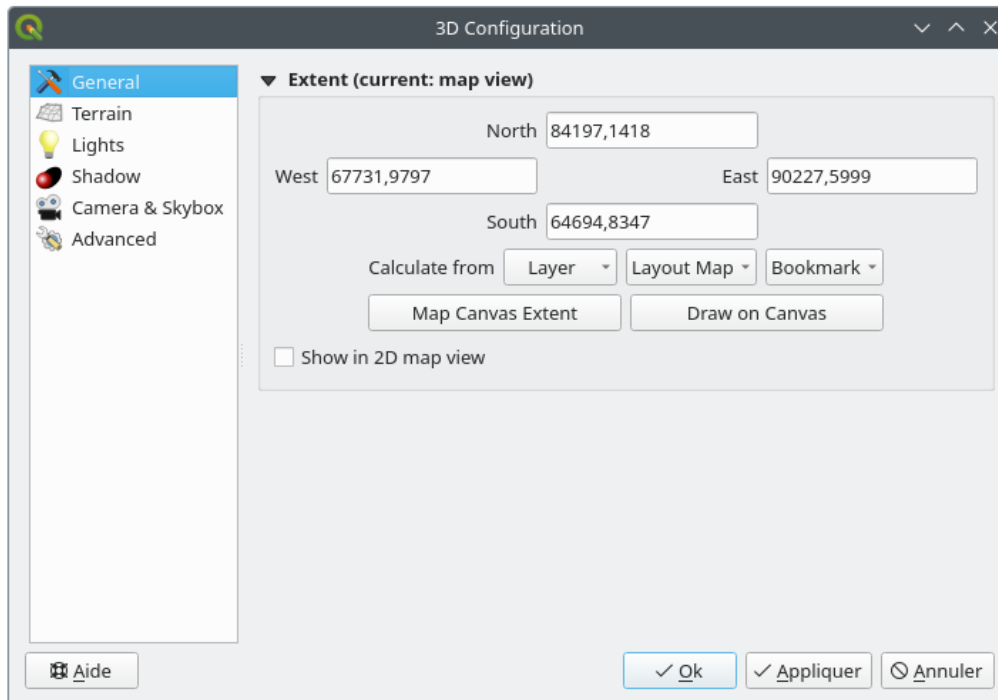 3D Configuration
General
Terrain
Lights
Shadow
Camera & Skybox
Advanced
Extent (current: map view)
North 84197,1418
West 67731,9797 East 90227,5999
South 64694,8347
Calculate from Layer Layout Map Bookmark
Map Canvas Extent Draw on Canvas
Show in 2D map view
Aide Ok Appliquer Annuler